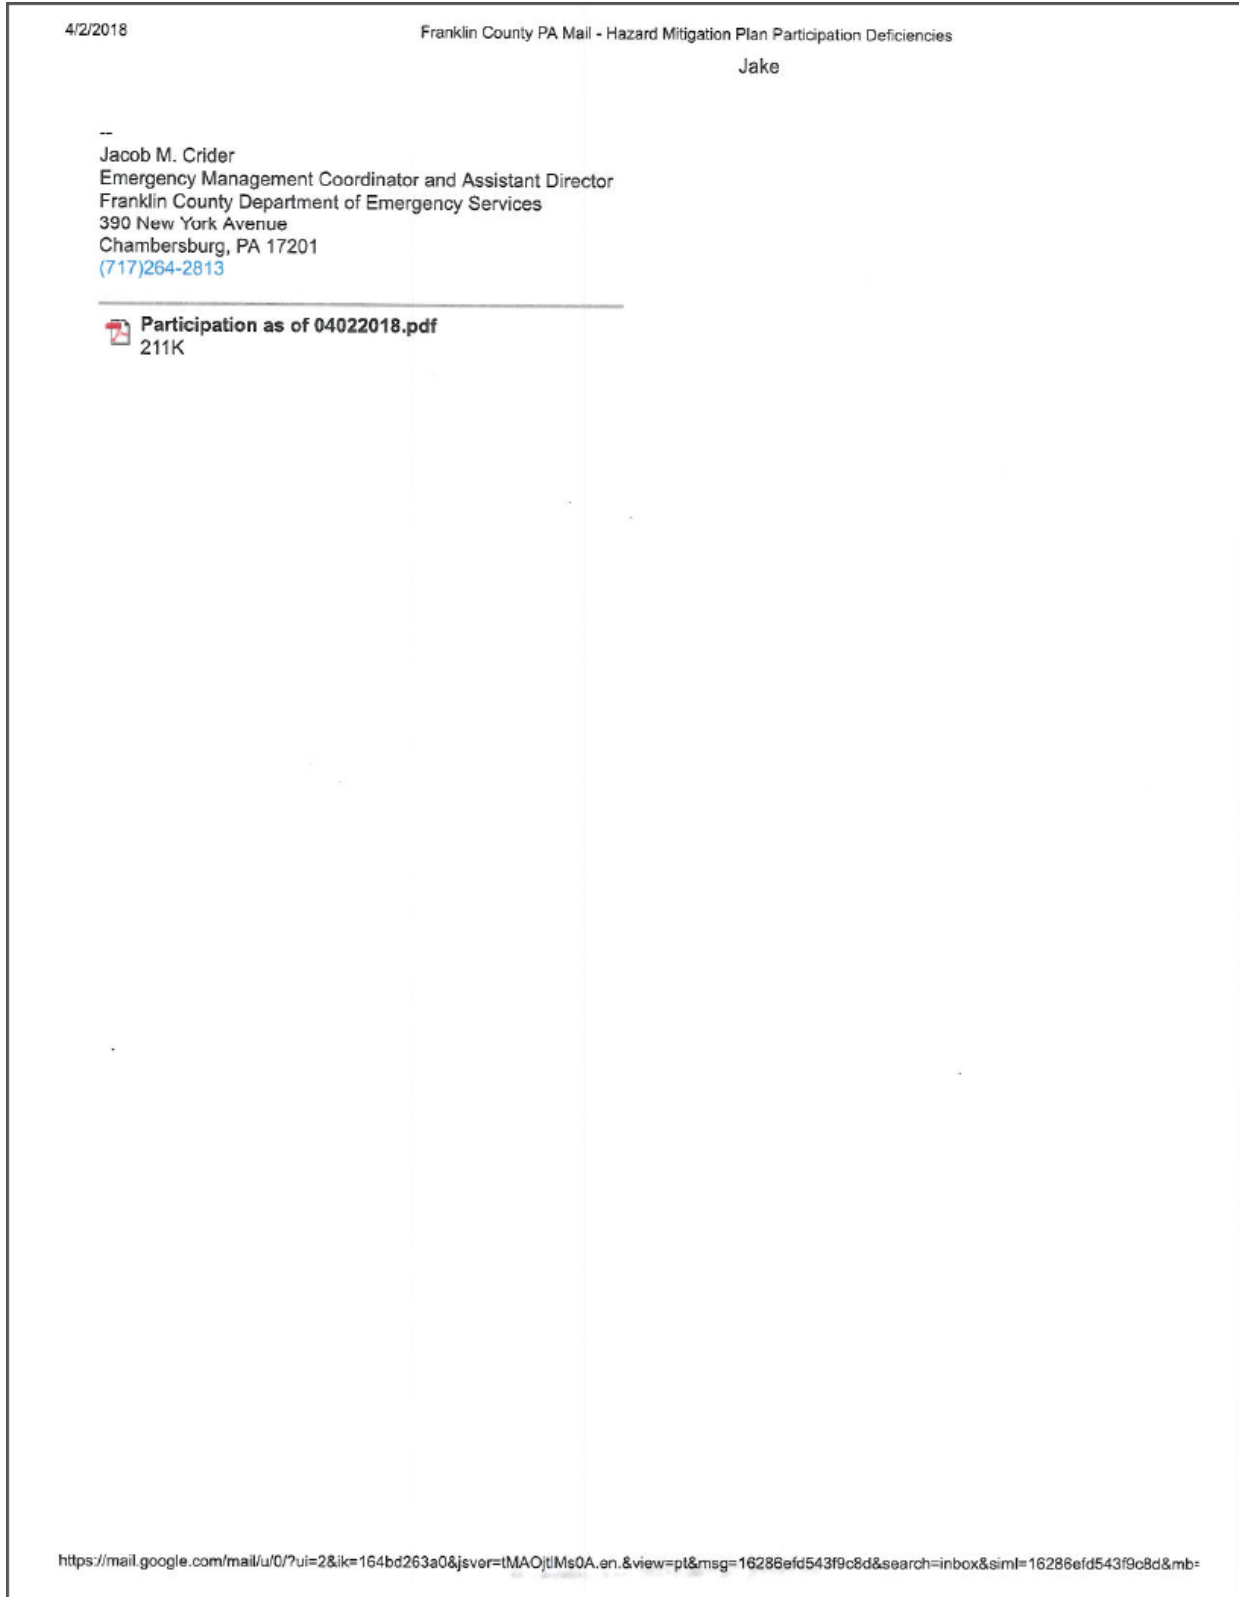 4/2/2018
Franklin County PA Mail - Hazard Mitigation Plan Participation Deficiencies
Jake
--
Jacob M. Crider
Emergency Management Coordinator and Assistant Director
Franklin County Department of Emergency Services
390 New York Avenue
Chambersburg, PA 17201
(717)264-2813
Participation as of 04022018.pdf
211K
https://mail.google.com/mail/u/0/?ui=2&ik=164bd263a0&jsver=tMAOjtlMs0A.en.&view=pt&msg=16286efd543f9c8d&search=inbox&siml=16286efd543f9c8d&mb=